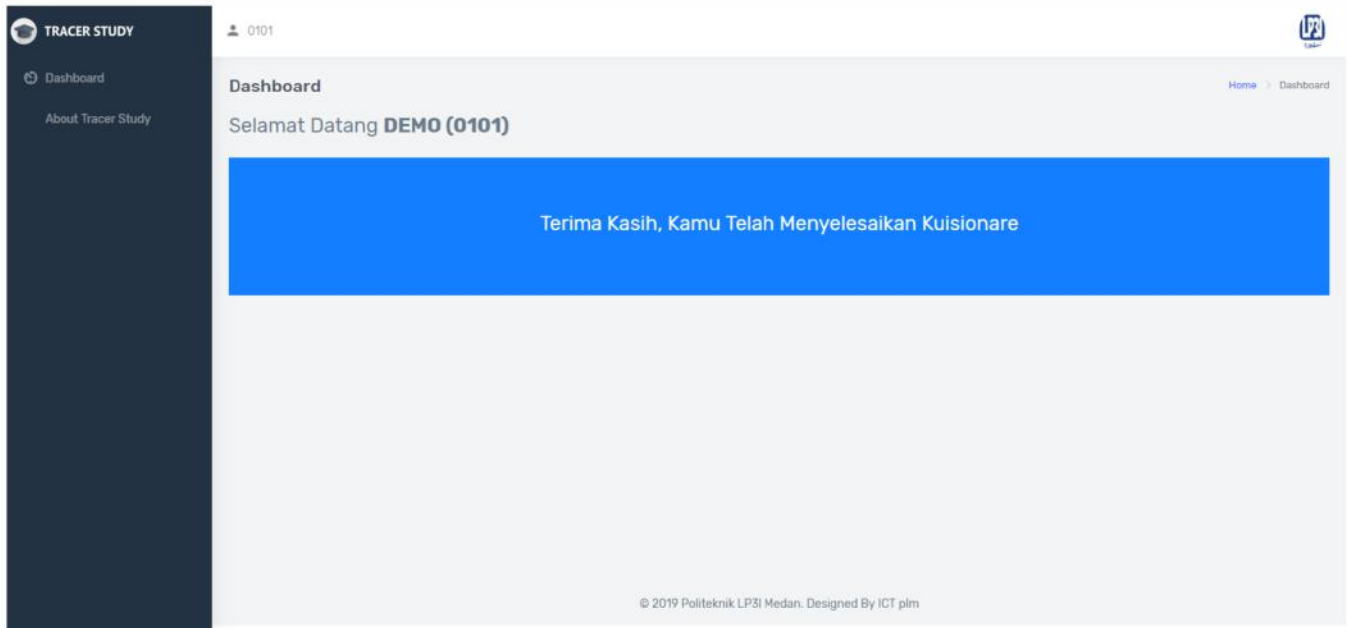 TRACER STUDY
0101
Dashboard
About Tracer Study
Dashboard
Home > Dashboard
Selamat Datang DEMO (0101)
Terima Kasih, Kamu Telah Menyelesaikan Kuisionare
© 2019 Politeknik LP3I Medan. Designed By ICT plm